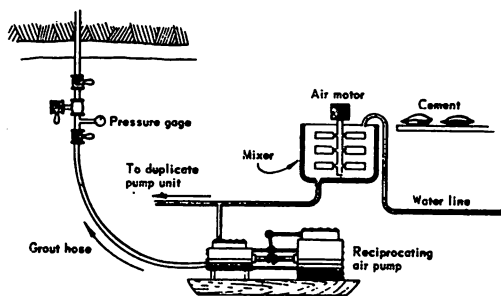 Air motor
Cement
Pressure gage
Mixer
To duplicate
pump unit
Water line
Grout hose
Reciprocating
air pump